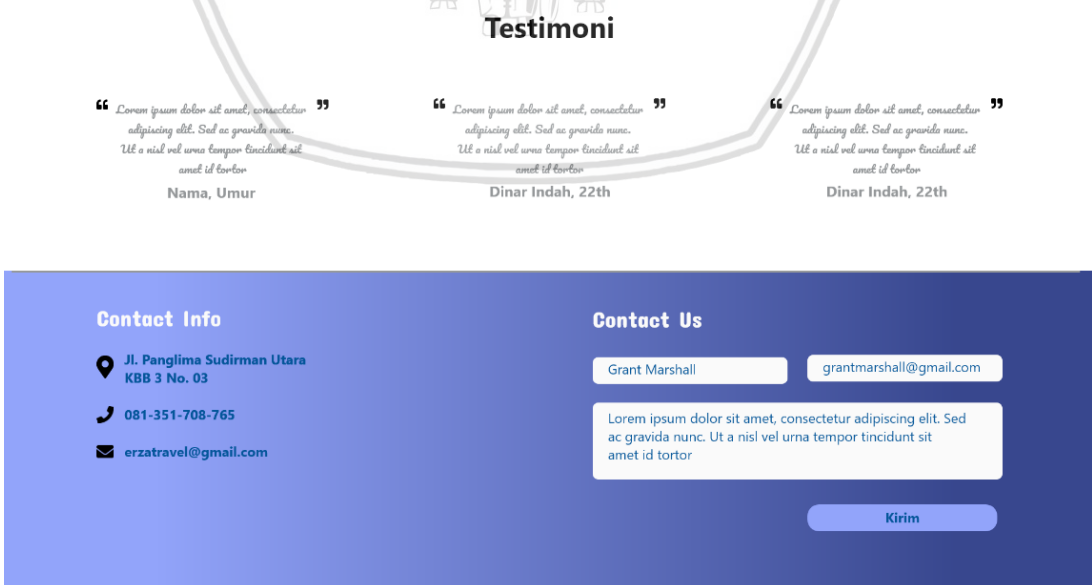 Testimoni
“ Lorem ipsum dolor sit amet, consectetur ”
adipiscing elit. Sed ac gravida nunc.
Ut a nisl vel urna tempor tincidunt sit
amet id tortor
Nama, Umur
“ Lorem ipsum dolor sit amet, consectetur ”
adipiscing elit. Sed ac gravida nunc.
Ut a nisl vel urna tempor tincidunt sit
amet id tortor
Dinar Indah, 22th
“ Lorem ipsum dolor sit amet, consectetur ”
adipiscing elit. Sed ac gravida nunc.
Ut a nisl vel urna tempor tincidunt sit
amet id tortor
Dinar Indah, 22th
Contact Info
Jl. Panglima Sudirman Utara
KBB 3 No. 03
081-351-708-765
erzatravel@gmail.com
Contact Us
Grant Marshall
grantmarshall@gmail.com
Lorem ipsum dolor sit amet, consectetur adipiscing elit. Sed
ac gravida nunc. Ut a nisl vel urna tempor tincidunt sit
amet id tortor
Kirim